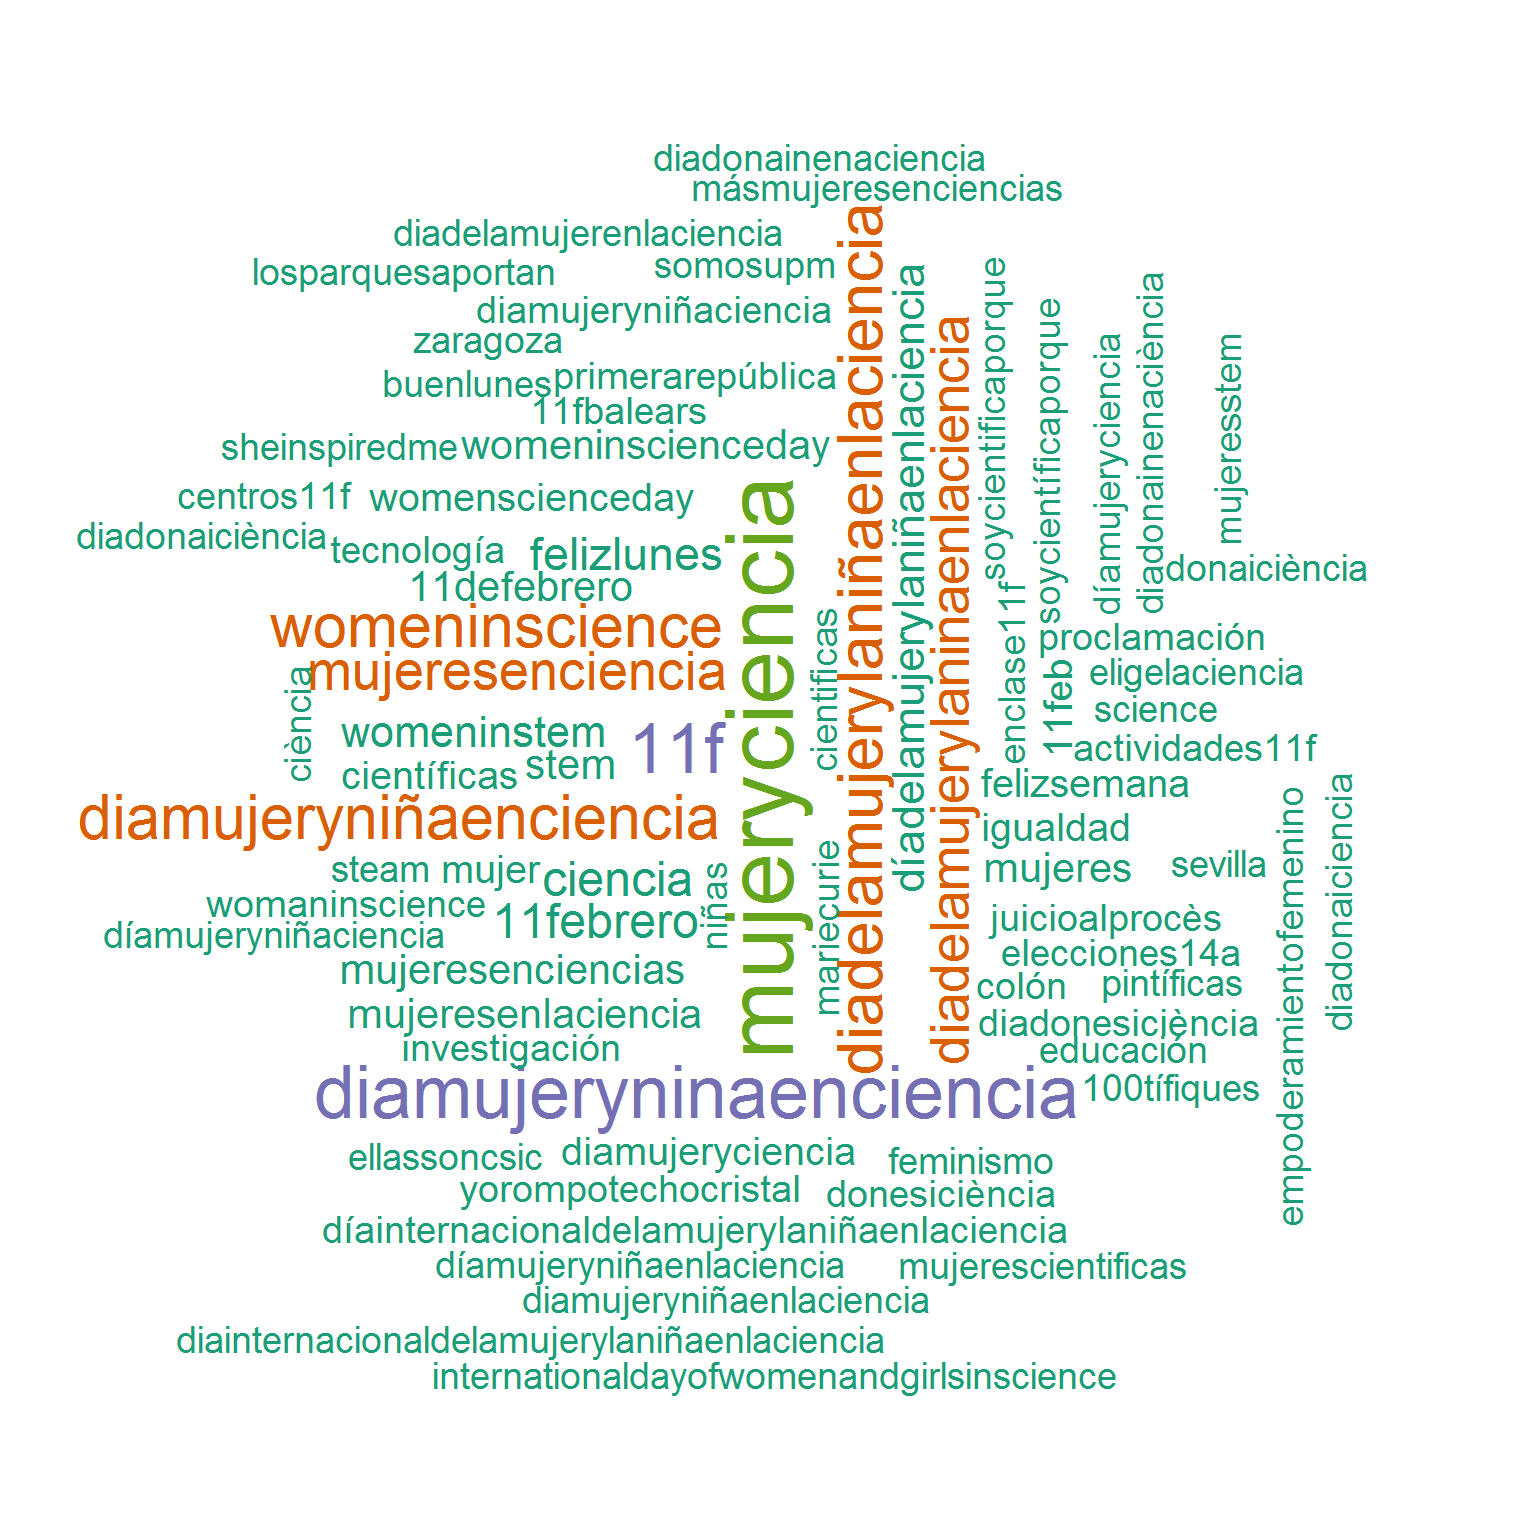 diadonainenaciencia
másmujeresenciencias
diadelamujerenlaciencia
losparquesaportan
somosupm
diamujeryniñaciencia
zaragoza
buenlunes
primerarepública
11fbalears
sheinspiredme
womeninscienceday
centros11f
womenscienceday
diadonaiciència
tecnología
felizlunes
11defebrero
womeninscience
mujeresenciencia
ciència
womeninstem
11f
científicas
stem
diamujeryniñaenciencia
steam
mujer
ciencia
niñas
womaninscience
11febrero
díamujeryniñaciencia
mujeresenciencias
mujeresenlaciencia
investigación
mujeryciencia
cientificas
mariecurie
diadelamujerylaniñaenlaciencia
díadelamujerylaniñaenlaciencia
diadelamujerylaninaenlaciencia
soycientificaporque
soycientíficaporque
díamujeryciencia
diadonainenaciència
mujeresstem
donaiciència
enclase11f
11feb
proclamación
eligelaciencia
science
actividades11f
felizsemana
igualdad
mujeres
sevilla
juicioalprocès
elecciones14a
colón
pintíficas
diadonesiciència
educación
100tífiques
empoderamientofemenino
diadonaiciencia
diamujeryninaenciencia
ellassoncsic
diamujeryciencia
feminismo
yorompotechocristal
donesiciència
díainternacionaldelamujerylaniñaenlaciencia
díamujeryniñaenlaciencia
mujerescientificas
diamujeryniñaenlaciencia
diainternacionaldelamujerylaniñaenlaciencia
internationaldayofwomenandgirlsinscience